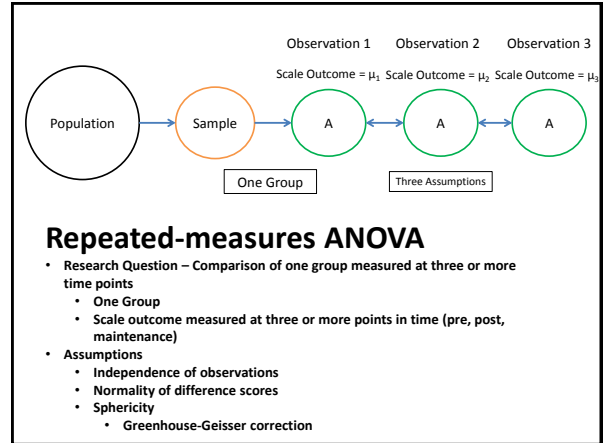 Observation 1 Observation 2 Observation 3
Scale Outcome = μ₁ Scale Outcome = μ₂ Scale Outcome = μ₃
Population Sample A A A
One Group Three Assumptions
Repeated-measures ANOVA
• Research Question – Comparison of one group measured at three or more
time points
• One Group
• Scale outcome measured at three or more points in time (pre, post,
maintenance)
• Assumptions
• Independence of observations
• Normality of difference scores
• Sphericity
• Greenhouse-Geisser correction